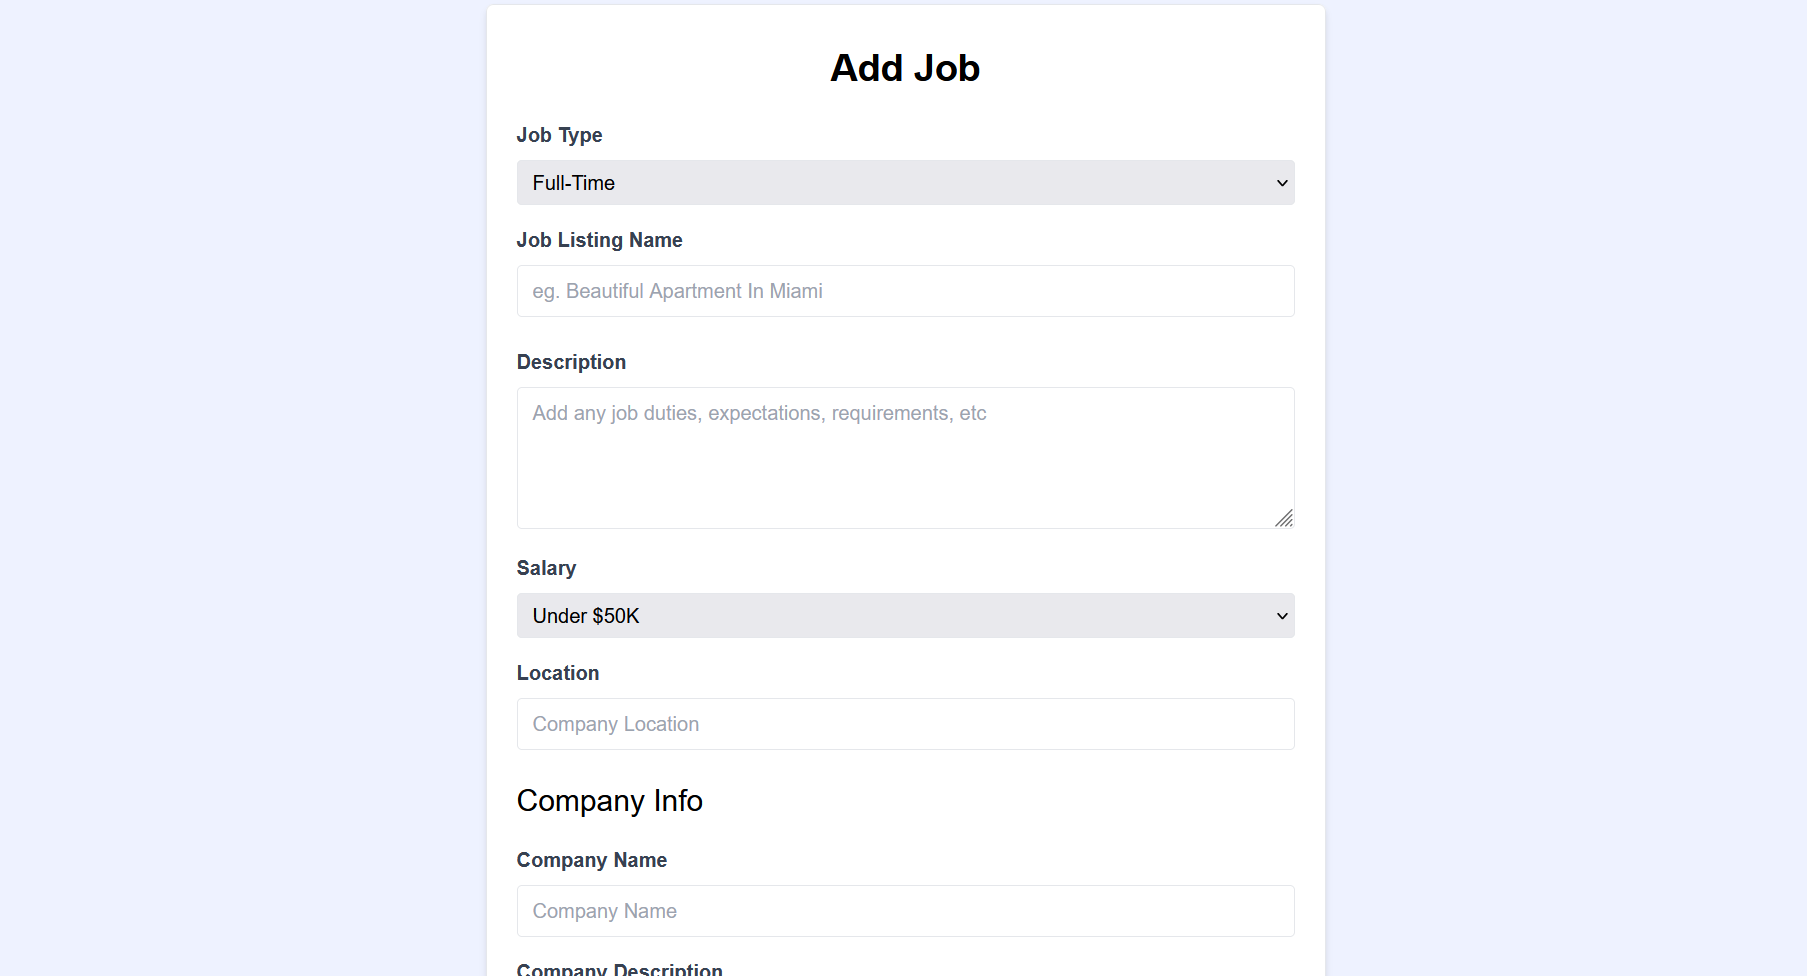 Add Job
Job Type
Full-Time
Job Listing Name
eg. Beautiful Apartment In Miami
Description
Add any job duties, expectations, requirements, etc
Salary
Under $50K
Location
Company Location
Company Info
Company Name
Company Name
Company Description